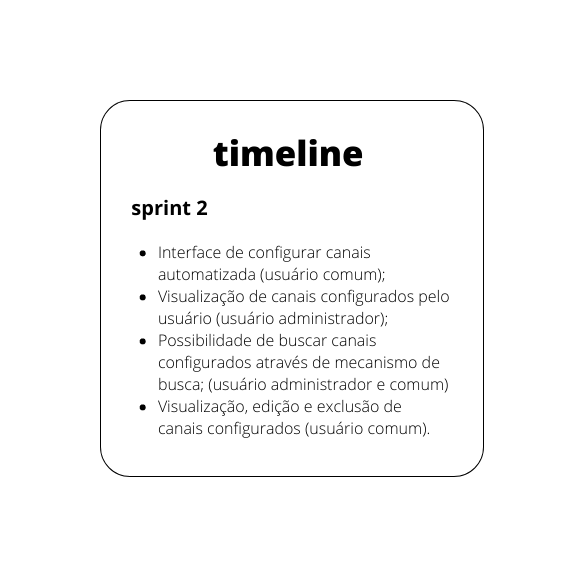 timeline
sprint 2
• Interface de configurar canais
automatizada (usuário comum);
• Visualização de canais configurados pelo
usuário (usuário administrador);
• Possibilidade de buscar canais
configurados através de mecanismo de
busca; (usuário administrador e comum)
• Visualização, edição e exclusão de
canais configurados (usuário comum).